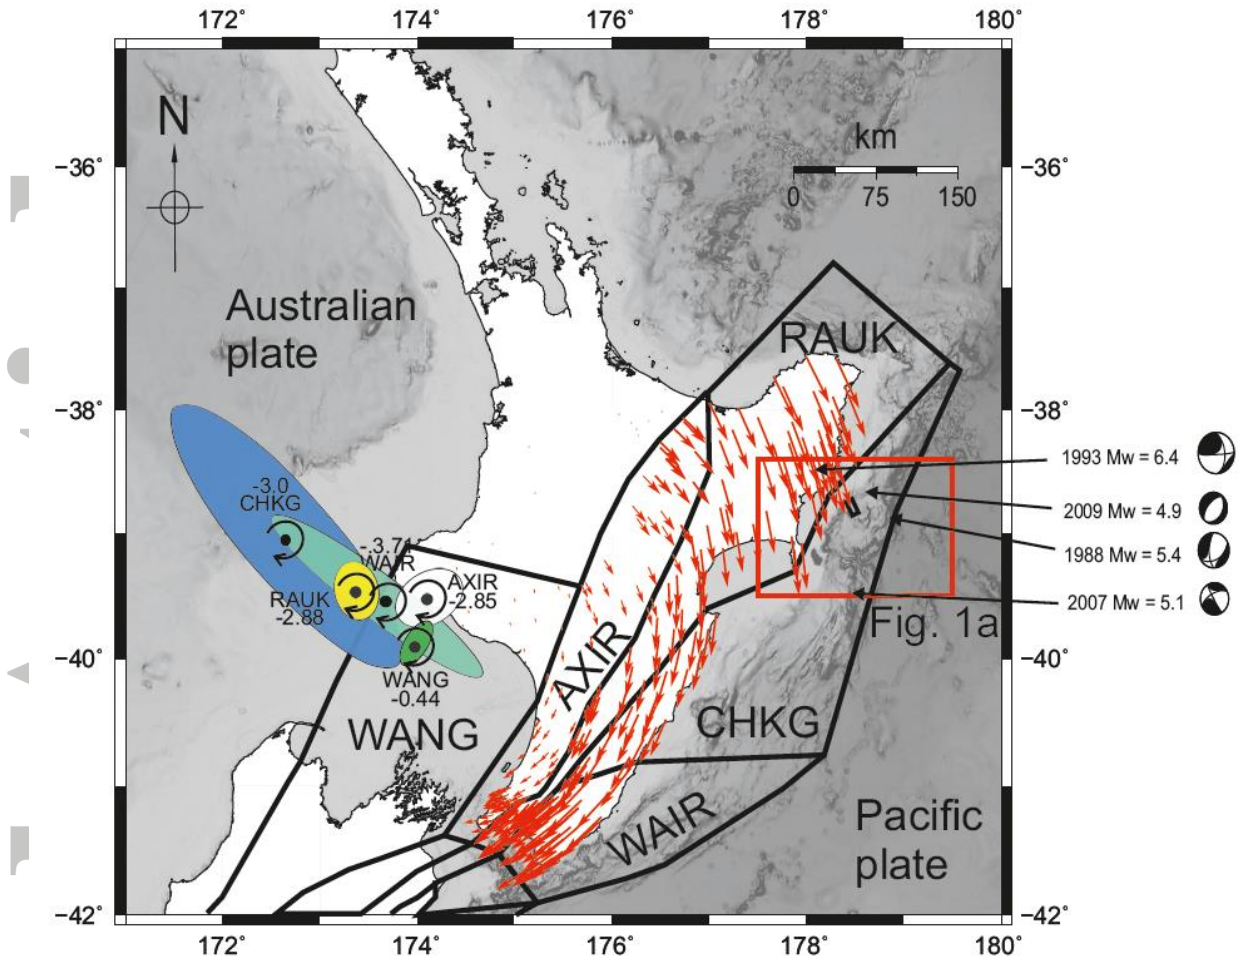 172° 174° 176° 178° 180°
N
km
0 75 150
−36° −36°
Australian
plate
RAUK
−38° −38°
1993 Mw = 6.4
-3.0
CHKG
2009 Mw = 4.9
-3.71
WAIR
1988 Mw = 5.4
AXIR
-2.85
RAUK
-2.88
2007 Mw = 5.1
Fig. 1a
−40° −40°
AXIR
WANG
-0.44
WANG
CHKG
WAIR
Pacific
plate
−42° −42°
172° 174° 176° 178° 180°